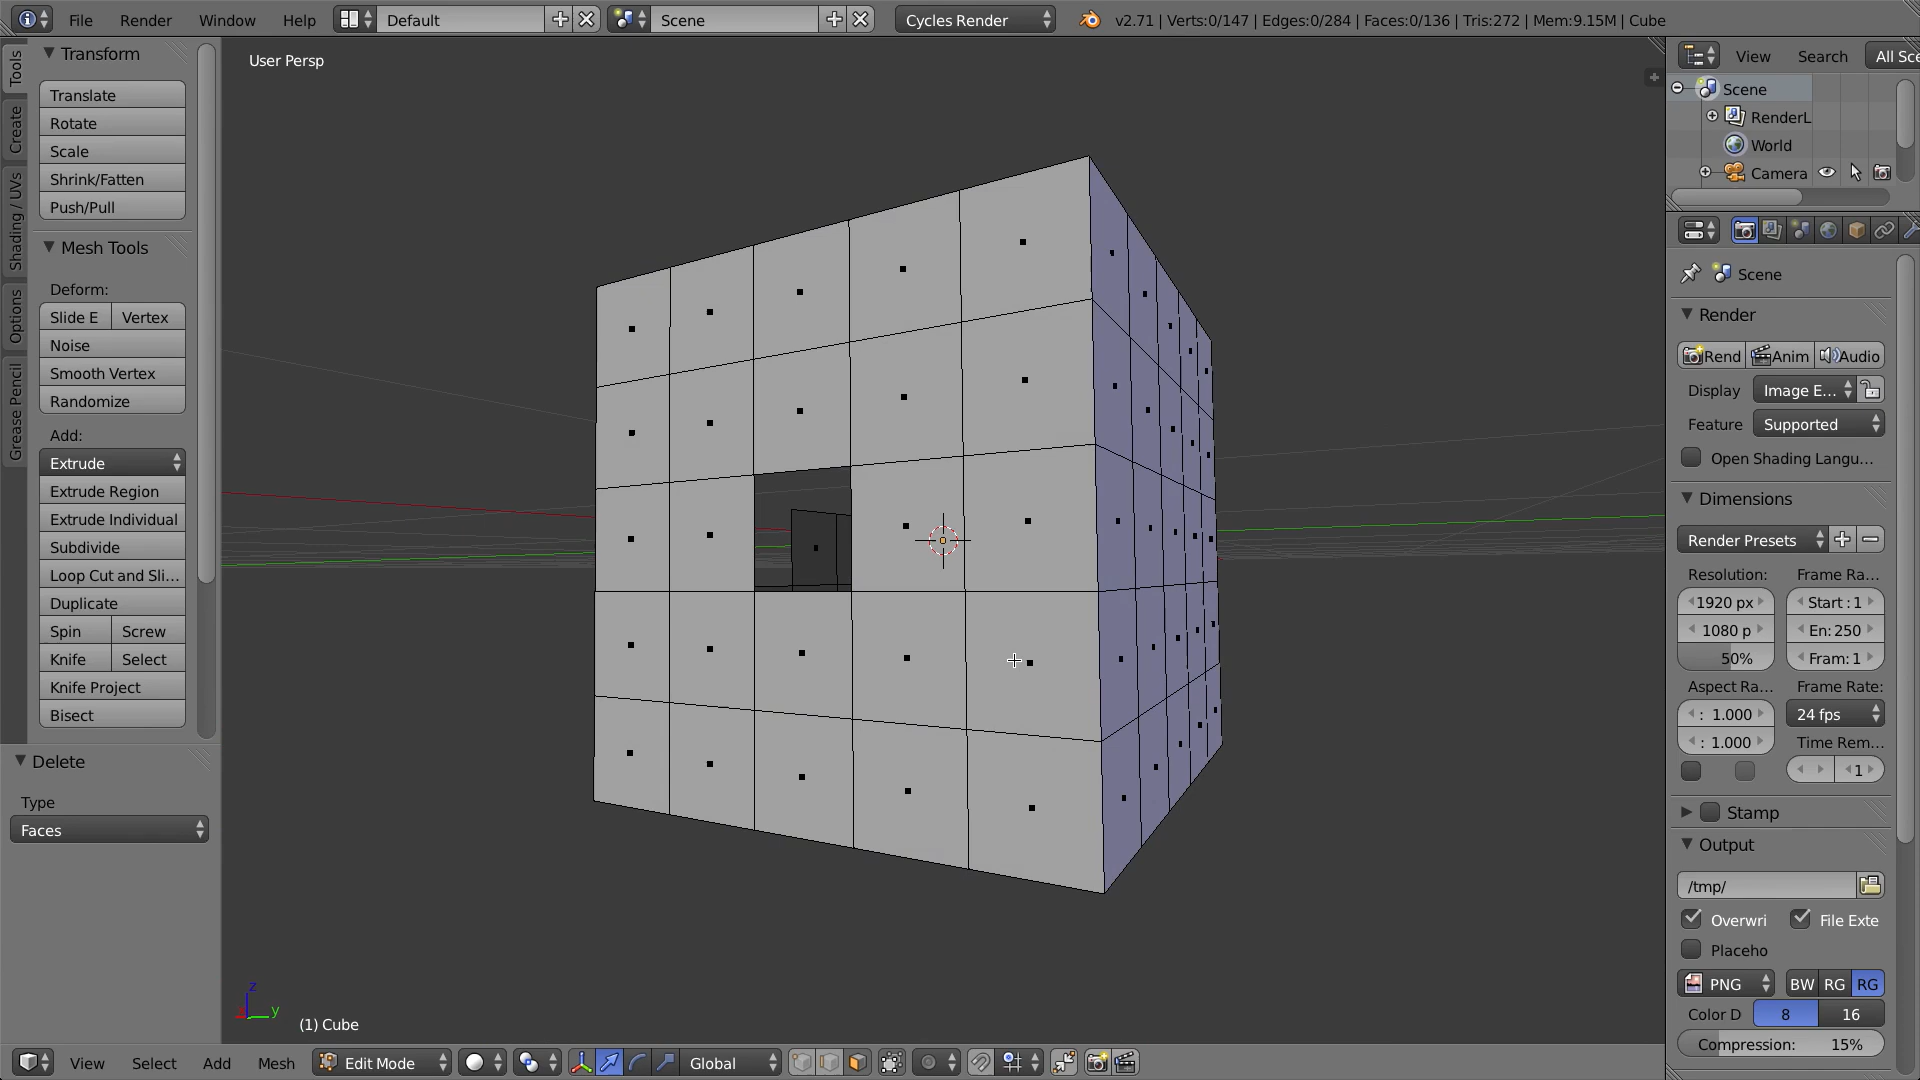 File Render Window Help Default Scene Cycles Render v2.71 | Verts:0/147 | Edges:0/284 | Faces:0/136 | Tris:272 | Mem:9.15M | Cube
Tools
Create
Shading / UVs
Options
Grease Pencil
Transform
Translate
Rotate
Scale
Shrink/Fatten
Push/Pull
Mesh Tools
Deform:
Slide E Vertex
Noise
Smooth Vertex
Randomize
Add:
Extrude
Extrude Region
Extrude Individual
Subdivide
Loop Cut and Sli...
Duplicate
Spin Screw
Knife Select
Knife Project
Bisect
Delete
Type
Faces
User Persp
z
y
(1) Cube
View Select Add Mesh Edit Mode Global
View Search All Sce
Scene
RenderL
World
Camera
Scene
Render
Rend Anim Audio
Display Image E...
Feature Supported
Open Shading Langu...
Dimensions
Render Presets
Resolution: Frame Ra...
1920 px Start : 1
1080 p En: 250
50% Fram: 1
Aspect Ra... Frame Rate:
: 1.000 24 fps
: 1.000 Time Rem...
1
Stamp
Output
/tmp/
Overwri File Exte
Placeho
PNG BW RG RG
Color D 8 16
Compression: 15%